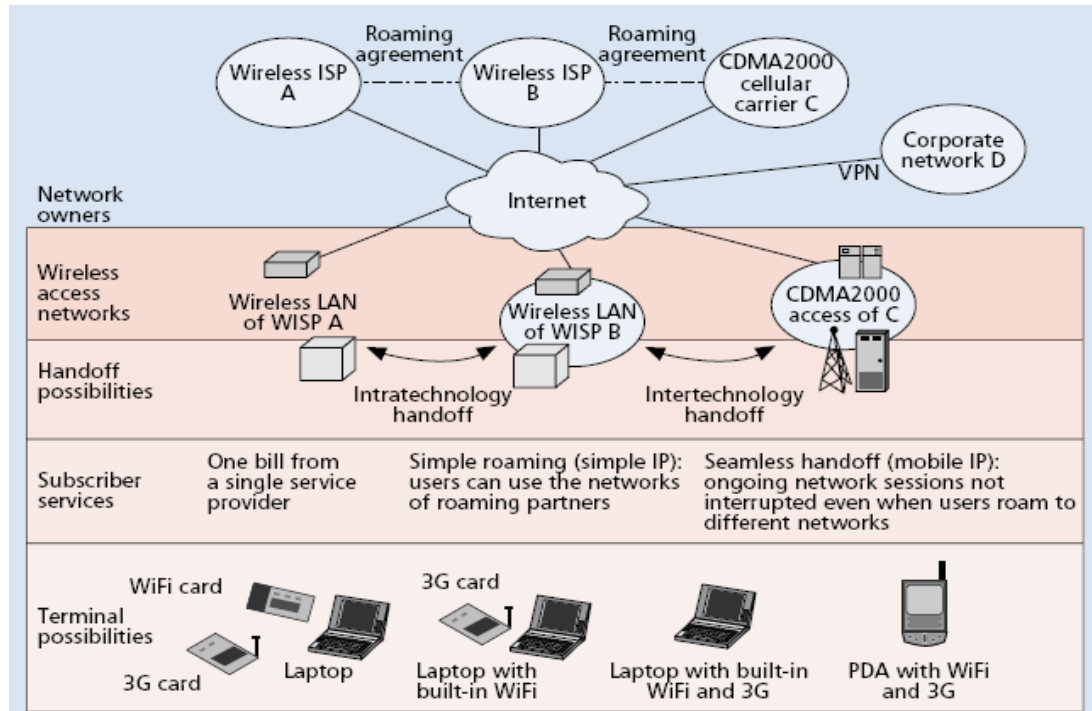 Roaming
agreement
Roaming
agreement
Wireless ISP
A
Wireless ISP
B
CDMA2000
cellular
carrier C
Corporate
network D
VPN
Internet
Network
owners
Wireless
access
networks
Wireless LAN
of WISP A
Wireless LAN
of WISP B
CDMA2000
access of C
Handoff
possibilities
Intratechnology
handoff
Intertechnology
handoff
Subscriber
services
One bill from
a single service
provider
Simple roaming (simple IP):
users can use the networks
of roaming partners
Seamless handoff (mobile IP):
ongoing network sessions not
interrupted even when users roam to
different networks
Terminal
possibilities
WiFi card
3G card
Laptop
3G card
Laptop with
built-in WiFi
Laptop with built-in
WiFi and 3G
PDA with WiFi
and 3G